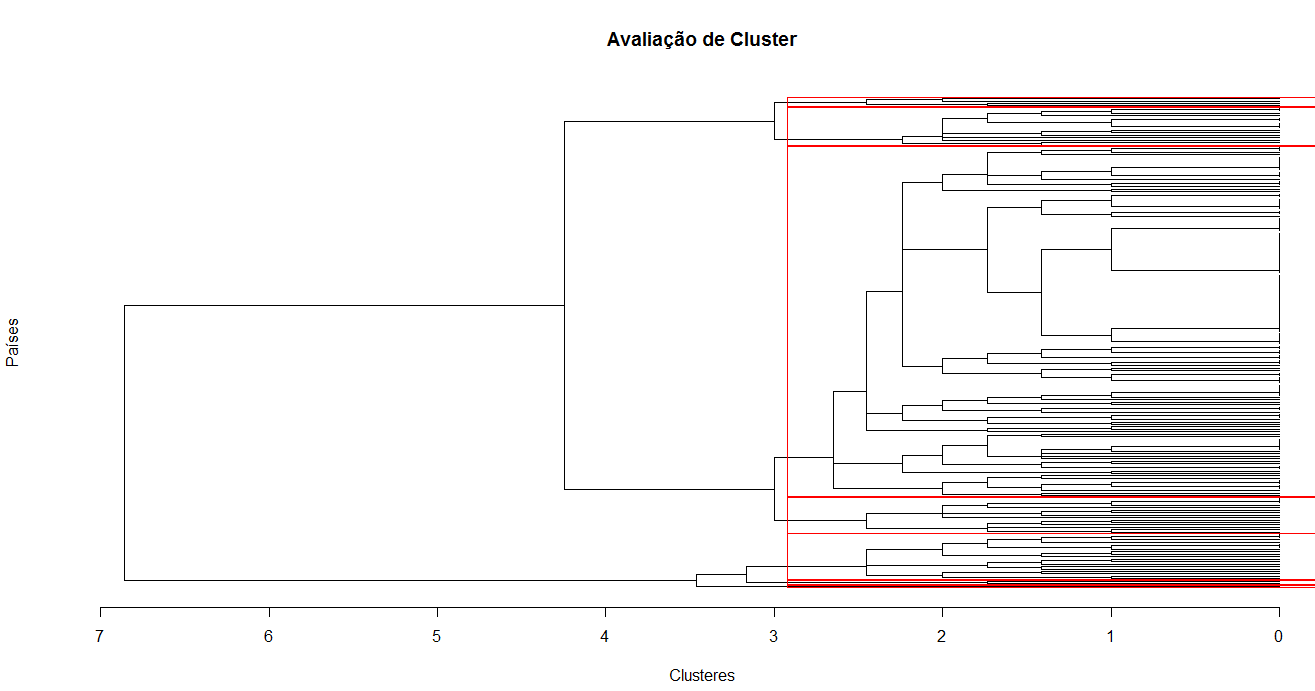 Avaliação de Cluster
Países
7 6 5 4 3 2 1 0
Clusteres